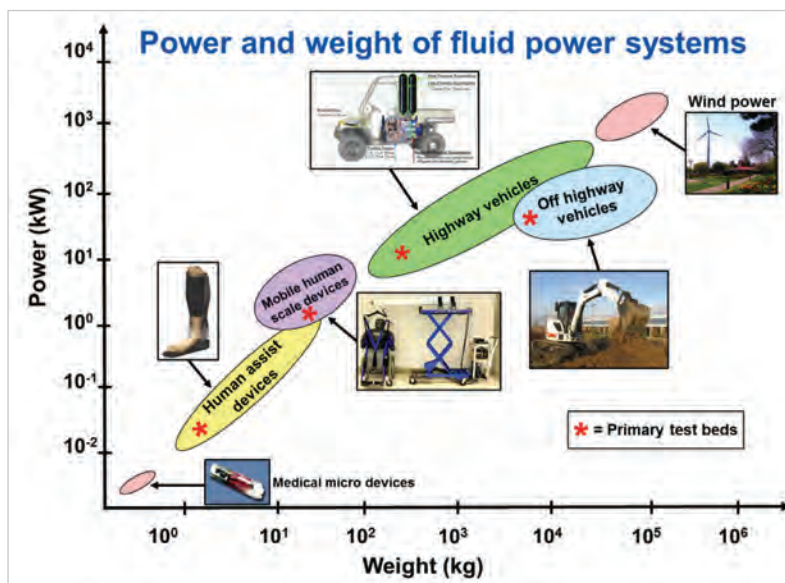 Power and weight of fluid power systems
10⁴
10³
10²
10¹
10⁰
10⁻¹
10⁻²
Power (kW)
Wind power
Highway vehicles
Off highway
vehicles
Mobile human
scale devices
Human assist
devices
* = Primary test beds
Medical micro devices
10⁰
10¹
10²
10³
10⁴
10⁵
10⁶
Weight (kg)